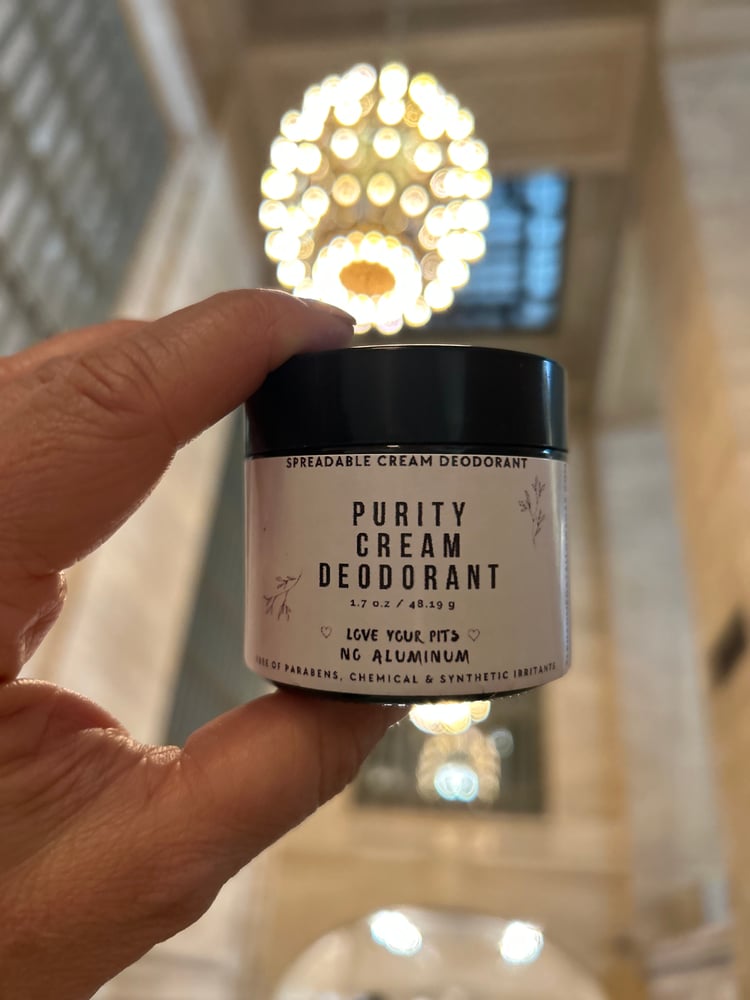 SPREADABLE CREAM DEODORANT
PURITY
CREAM
DEODORANT
1.7 oz / 48.19 g
♡ LOVE YOUR PITS ♡
NO ALUMINUM
OF PARABENS, CHEMICAL & SYNTHETIC IRRITANTS